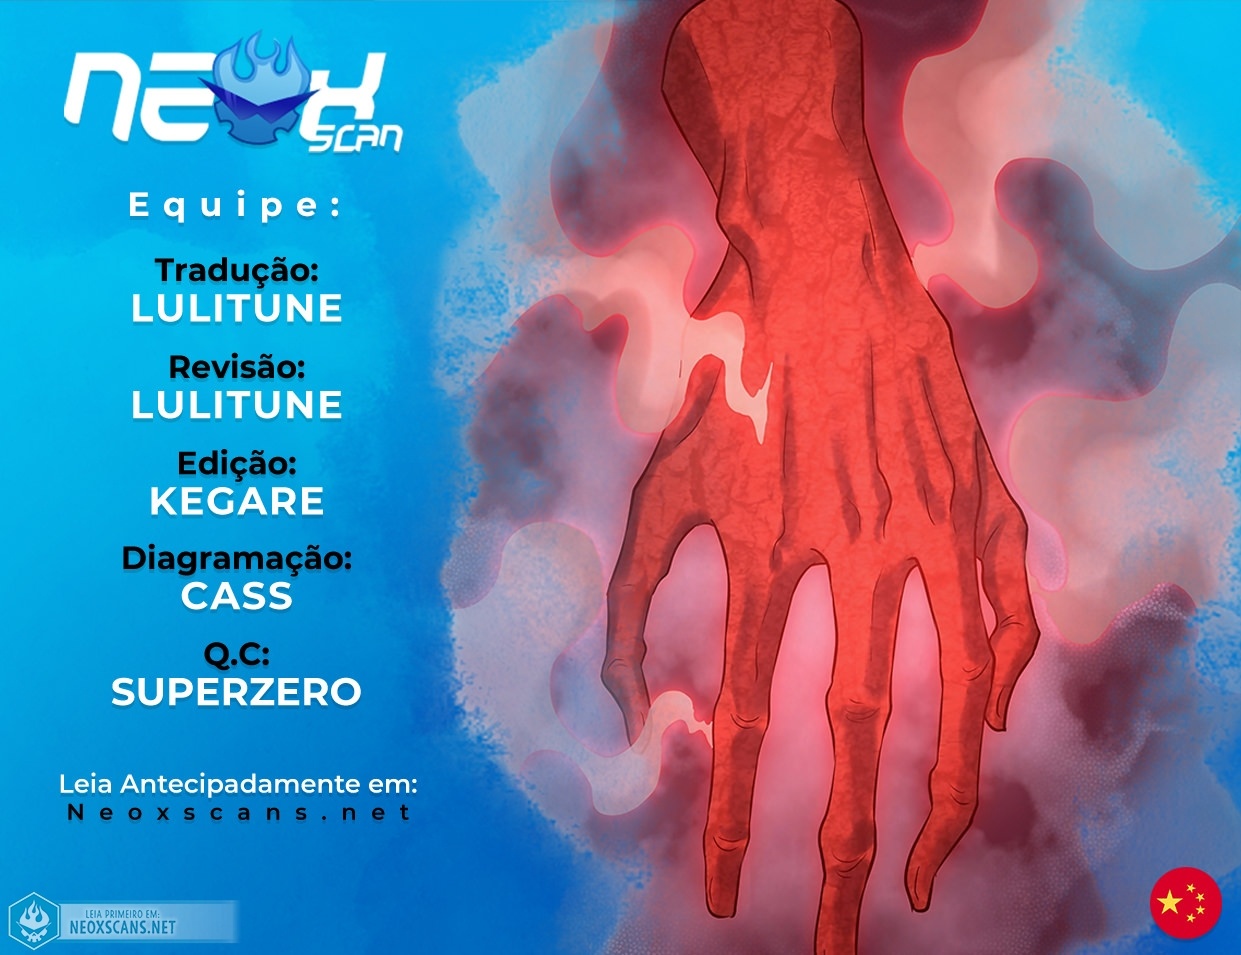 NEOX
SCAN
Equipe:
Tradução:
LULITUNE
Revisão:
LULITUNE
Edição:
KEGARE
Diagramação:
CASS
Q.C:
SUPERZERO
Leia Antecipadamente em:
Neoxscans.net
LEIA PRIMEIRO EM:
NEOXSCANS.NET